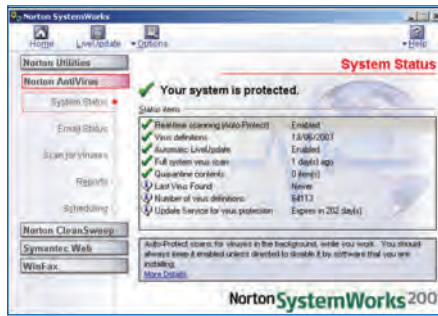 Norton SystemWorks
Home LiveUpdate Options Help
Norton Utilities
System Status
Norton AntiVirus
Your system is protected.
System Status
Status items
Email Status
Scan for Viruses
Reports
Scheduling
Real-time scanning (Auto-Protect) Enabled
Virus definitions 13/08/2003
Automatic LiveUpdate Enabled
Full system virus scan 1 day(s) ago
Quarantine contents 0 item(s)
Last Virus Found Never
Number of virus definitions 64113
Update Service for virus protection Expires in 202 day(s)
Norton CleanSweep
Symantec Web
WinFax
Auto-Protect scans for viruses in the background, while you work. You should
always keep it enabled unless directed to disable it by software that you are
installing.
More Details
Norton SystemWorks 200